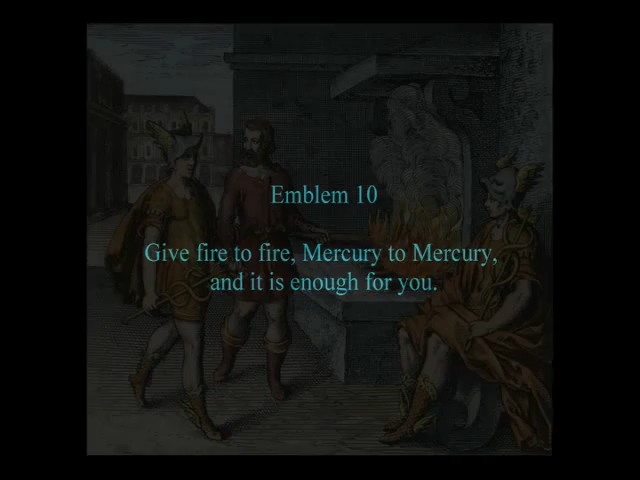 Emblem 10
Give fire to fire, Mercury to Mercury,
and it is enough for you.